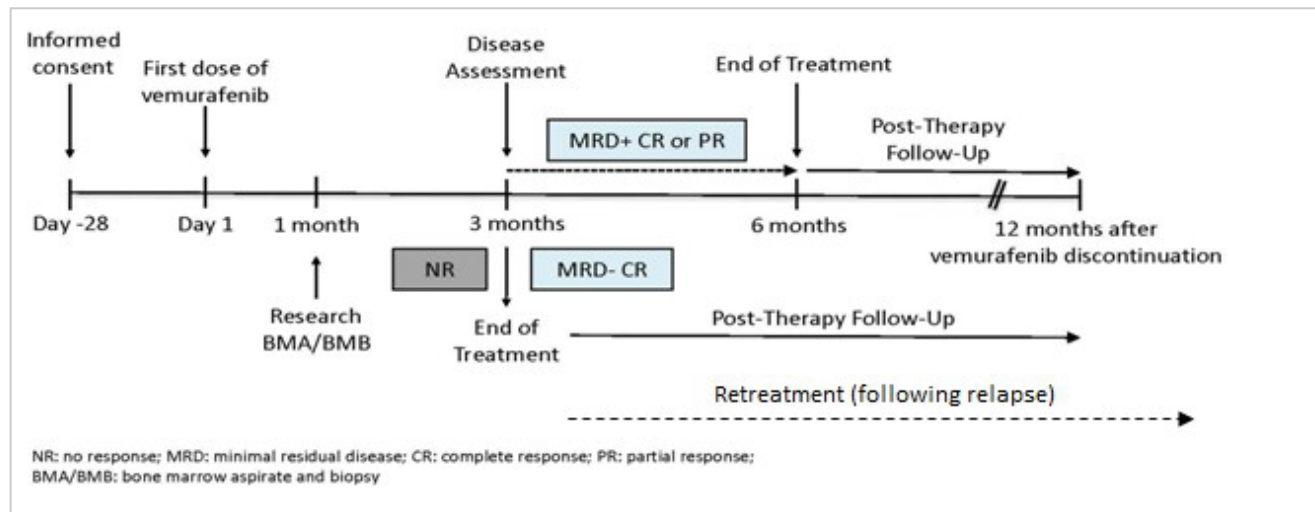 Informed
consent
First dose of
vemurafenib
Disease
Assessment
End of Treatment
MRD+ CR or PR
Post-Therapy
Follow-Up
Day -28
Day 1
1 month
3 months
6 months
12 months after
vemurafenib discontinuation
NR
MRD- CR
Research
BMA/BMB
End of
Treatment
Post-Therapy Follow-Up
Retreatment (following relapse)
NR: no response; MRD: minimal residual disease; CR: complete response; PR: partial response;
BMA/BMB: bone marrow aspirate and biopsy